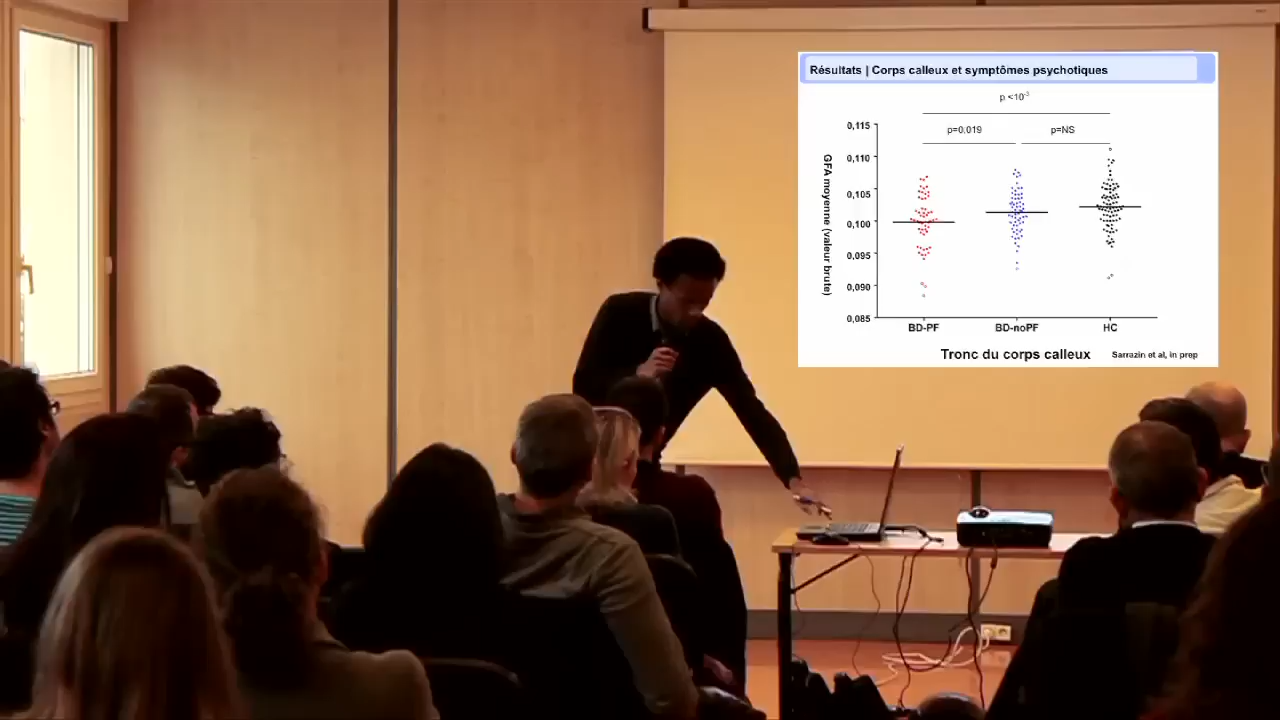 Résultats | Corps calleux et symptômes psychotiques
p <10⁻³
p=0.019
p=NS
GFA moyenne (valeur brute)
0,115
0,110
0,105
0,100
0,095
0,090
0,085
BD-PF
BD-noPF
HC
Tronc du corps calleux
Sarrazin et al, in prep